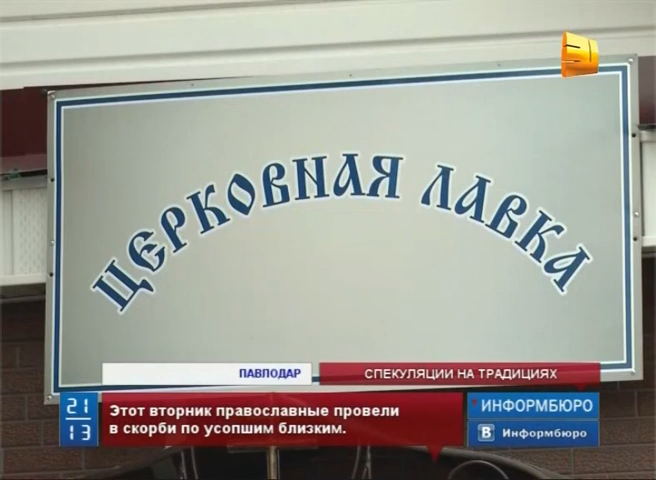 ЦЕРКОВНАЯ ЛАВКА
ПАВЛОДАР
СПЕКУЛЯЦИИ НА ТРАДИЦИЯХ
21
13
Этот вторник православные провели
в скорби по усопшим близким.
ИНФОРМБЮРО
В Информбюро